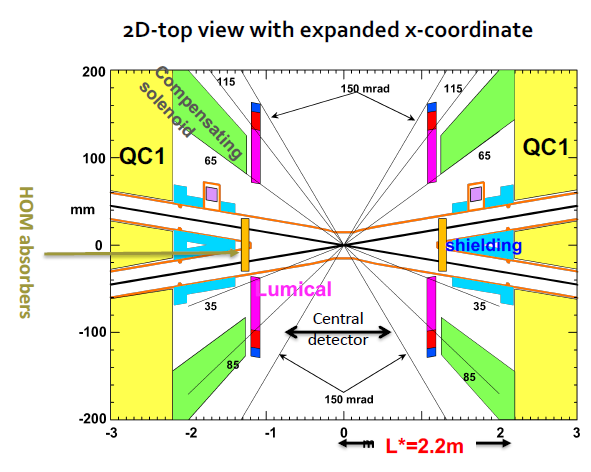 2D-top view with expanded x-coordinate
200
100
mm
0
-100
-200
Compensating
solenoid
115
150 mrad
115
QC1
QC1
65
65
HOM absorbers
shielding
Lumical
35
35
Central
detector
85
85
150 mrad
-3
-2
-1
0
1
2
3
m
L*=2.2m